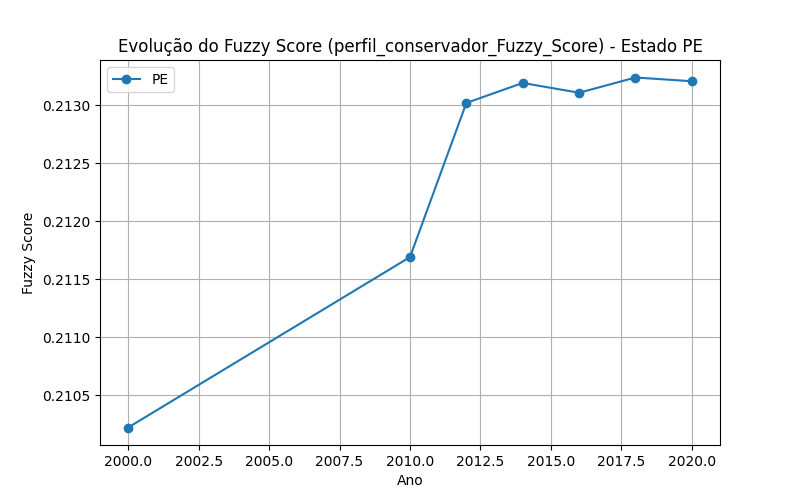 Evolução do Fuzzy Score (perfil_conservador_Fuzzy_Score) - Estado PE
PE
Fuzzy Score
0.2130
0.2125
0.2120
0.2115
0.2110
0.2105
2000.0 2002.5 2005.0 2007.5 2010.0 2012.5 2015.0 2017.5 2020.0
Ano